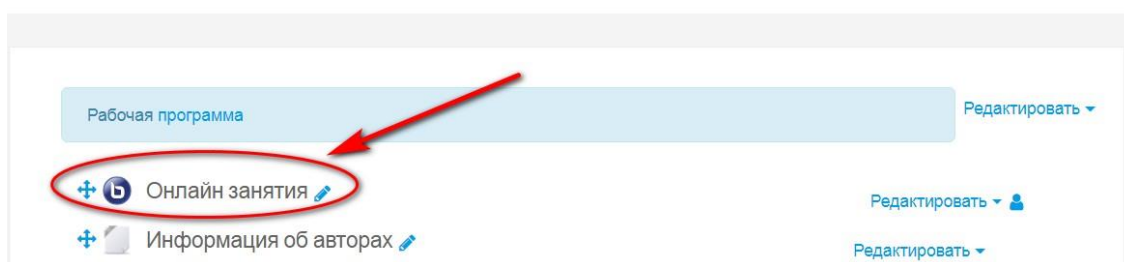 Рабочая программа
Редактировать
Онлайн занятия
Редактировать
Информация об авторах
Редактировать